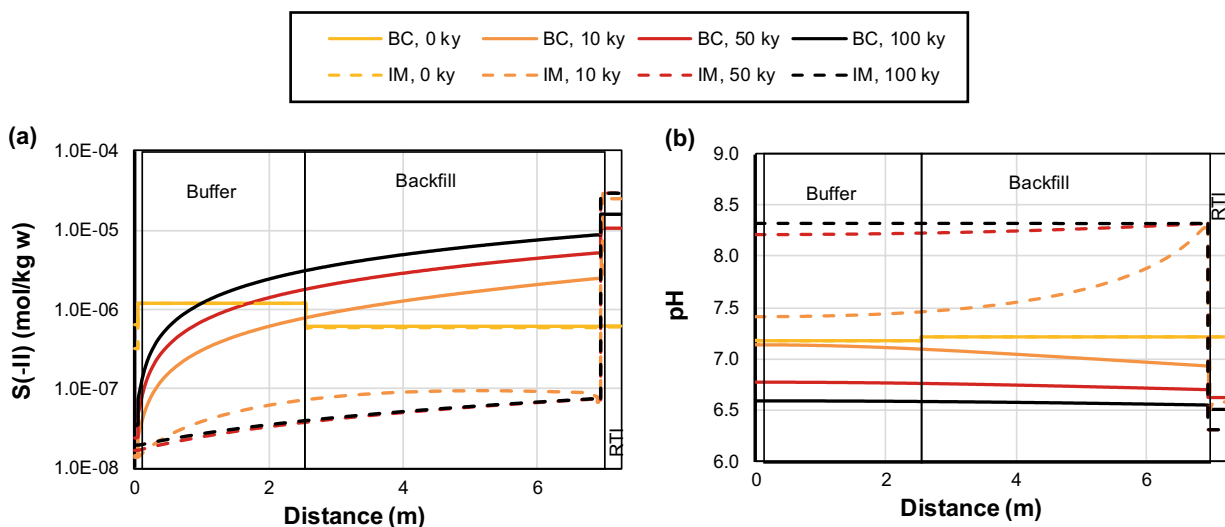 BC, 0 ky BC, 10 ky BC, 50 ky BC, 100 ky
IM, 0 ky IM, 10 ky IM, 50 ky IM, 100 ky
(a)
S(-II) (mol/kg w)
1.0E-04
1.0E-05
1.0E-06
1.0E-07
1.0E-08
Buffer
Backfill
RTI
0 2 4 6
Distance (m)
(b)
pH
9.0
8.5
8.0
7.5
7.0
6.5
6.0
Buffer
Backfill
RTI
0 2 4 6
Distance (m)